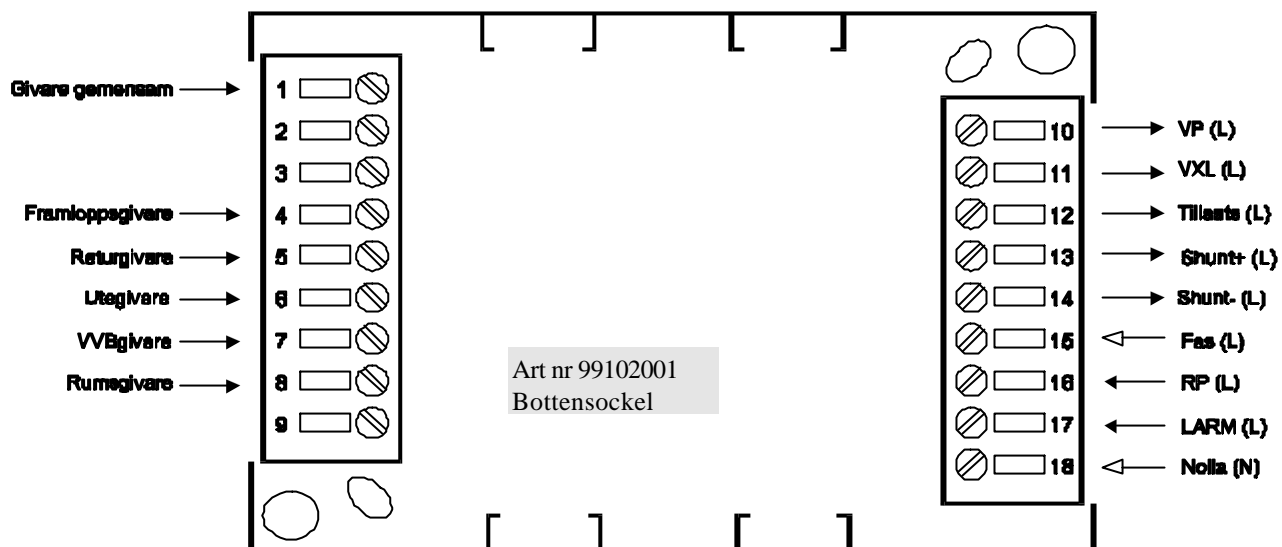 Givare gemensam
1
2
3
Framloppsgivare
4
Returgivare
5
Utegivare
6
VVBgivare
7
Rumsgivare
8
9
Art nr 99102001
Bottensockel
10 VP (L)
11 VXL (L)
12 Tillsats (L)
13 Shunt+ (L)
14 Shunt- (L)
15 Fas (L)
16 RP (L)
17 LARM (L)
18 Nolla (N)